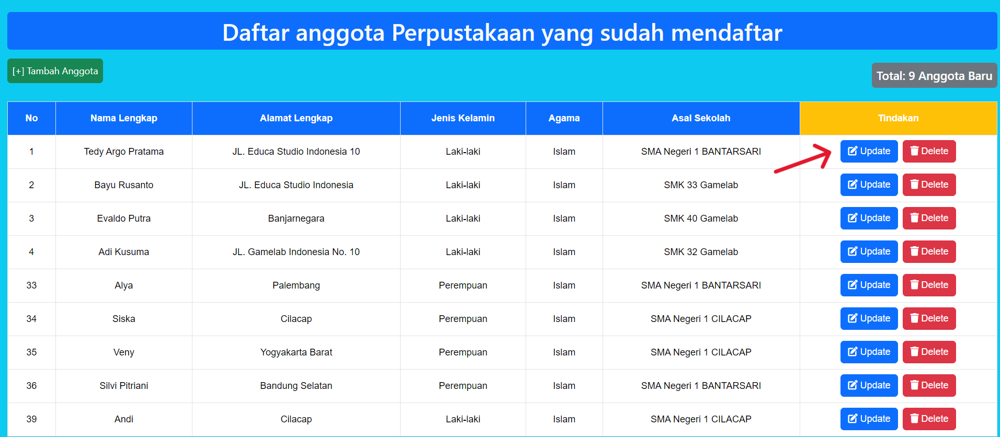 Daftar anggota Perpustakaan yang sudah mendaftar
[+] Tambah Anggota
Total: 9 Anggota Baru
No Nama Lengkap Alamat Lengkap Jenis Kelamin Agama Asal Sekolah Tindakan
1 Tedy Argo Pratama JL. Educa Studio Indonesia 10 Laki-laki Islam SMA Negeri 1 BANTARSARI Update Delete
2 Bayu Rusanto JL. Educa Studio Indonesia Laki-laki Islam SMK 33 Gamelab Update Delete
3 Evaldo Putra Banjarnegara Laki-laki Islam SMK 40 Gamelab Update Delete
4 Adi Kusuma JL. Gamelab Indonesia No. 10 Laki-laki Islam SMK 32 Gamelab Update Delete
33 Alya Palembang Perempuan Islam SMA Negeri 1 BANTARSARI Update Delete
34 Siska Cilacap Perempuan Islam SMA Negeri 1 CILACAP Update Delete
35 Veny Yogyakarta Barat Perempuan Islam SMA Negeri 1 CILACAP Update Delete
36 Silvi Pitriani Bandung Selatan Perempuan Islam SMA Negeri 1 BANTARSARI Update Delete
39 Andi Cilacap Laki-laki Islam SMA Negeri 1 CILACAP Update Delete